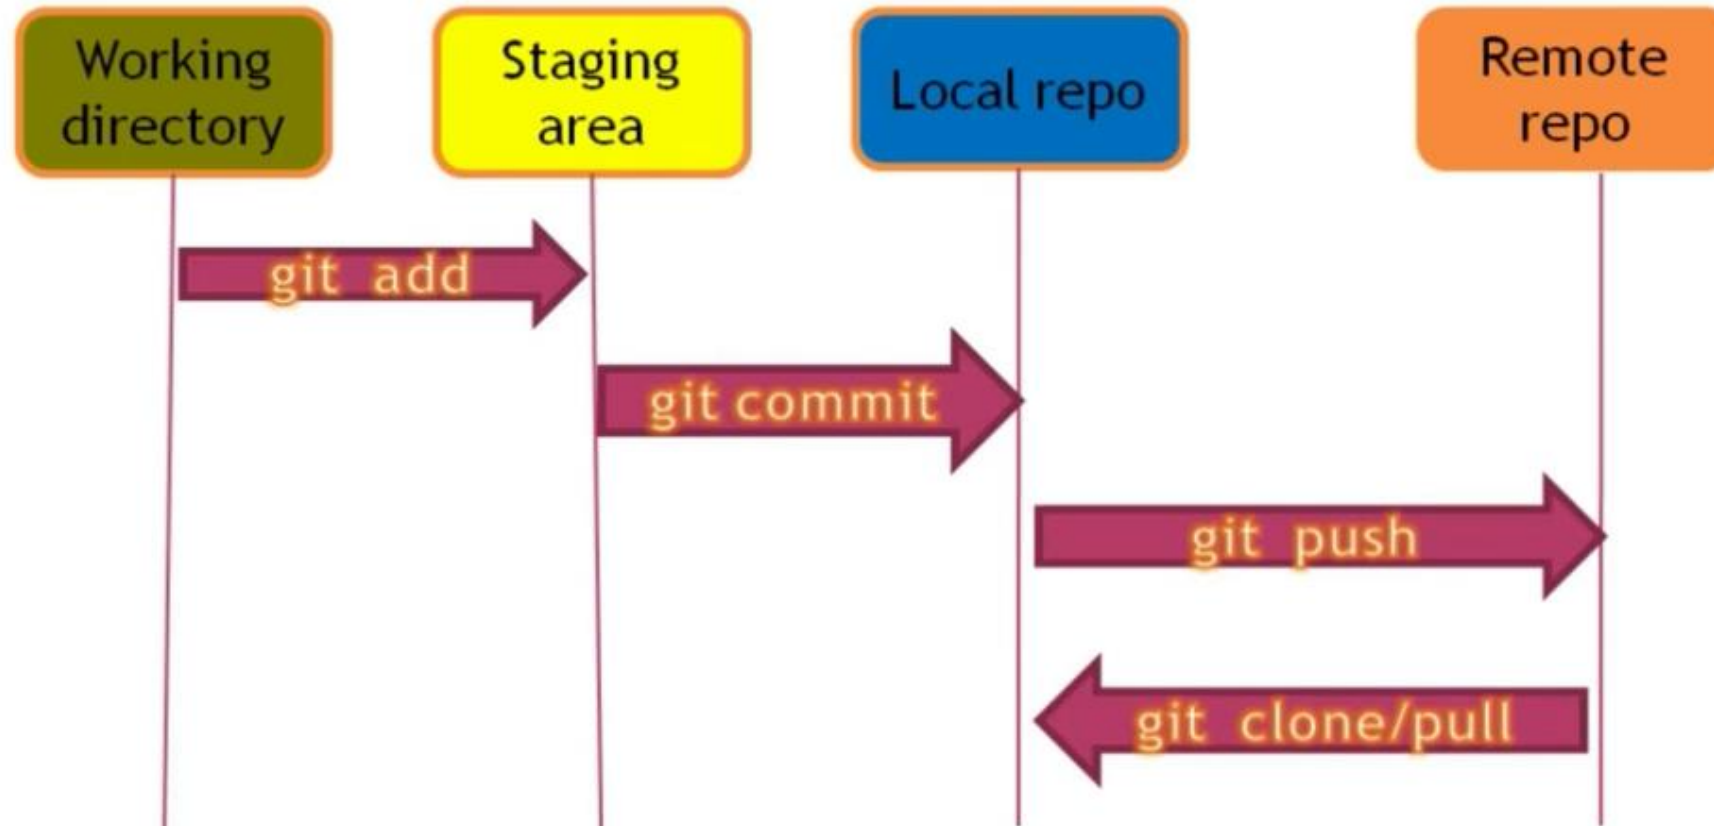 Working
directory
Staging
area
Local repo
Remote
repo
git add
git commit
git push
git clone/pull